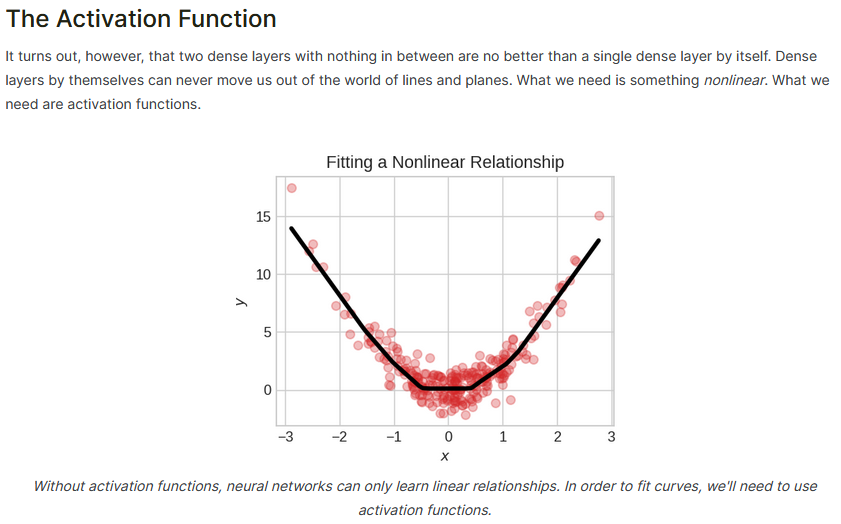 The Activation Function
It turns out, however, that two dense layers with nothing in between are no better than a single dense layer by itself. Dense
layers by themselves can never move us out of the world of lines and planes. What we need is something nonlinear. What we
need are activation functions.
Fitting a Nonlinear Relationship
15
10
5
0
y
−3 −2 −1 0 1 2 3
x
Without activation functions, neural networks can only learn linear relationships. In order to fit curves, we'll need to use
activation functions.